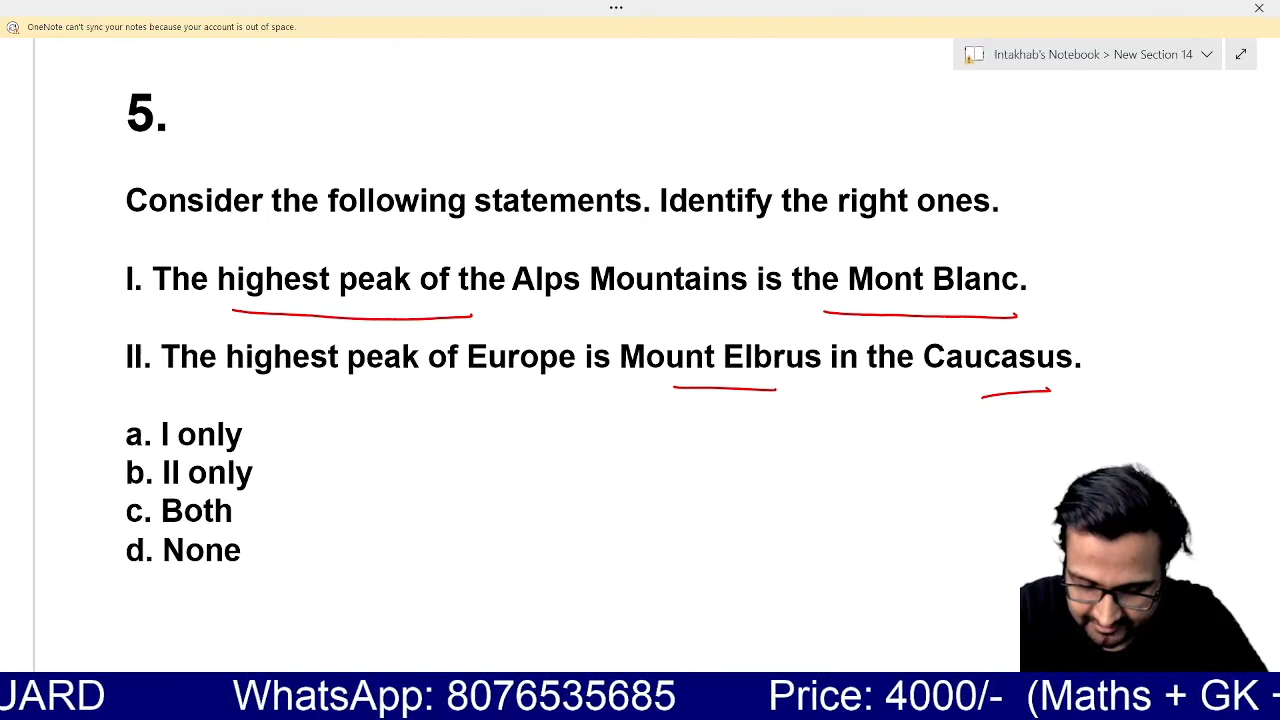 ...
OneNote can't sync your notes because your account is out of space.
Intakhab's Notebook > New Section 14
5.
Consider the following statements. Identify the right ones.
I. The highest peak of the Alps Mountains is the Mont Blanc.
II. The highest peak of Europe is Mount Elbrus in the Caucasus.
a. I only
b. II only
c. Both
d. None
JARD WhatsApp: 8076535685 Price: 4000/- (Maths + GK +